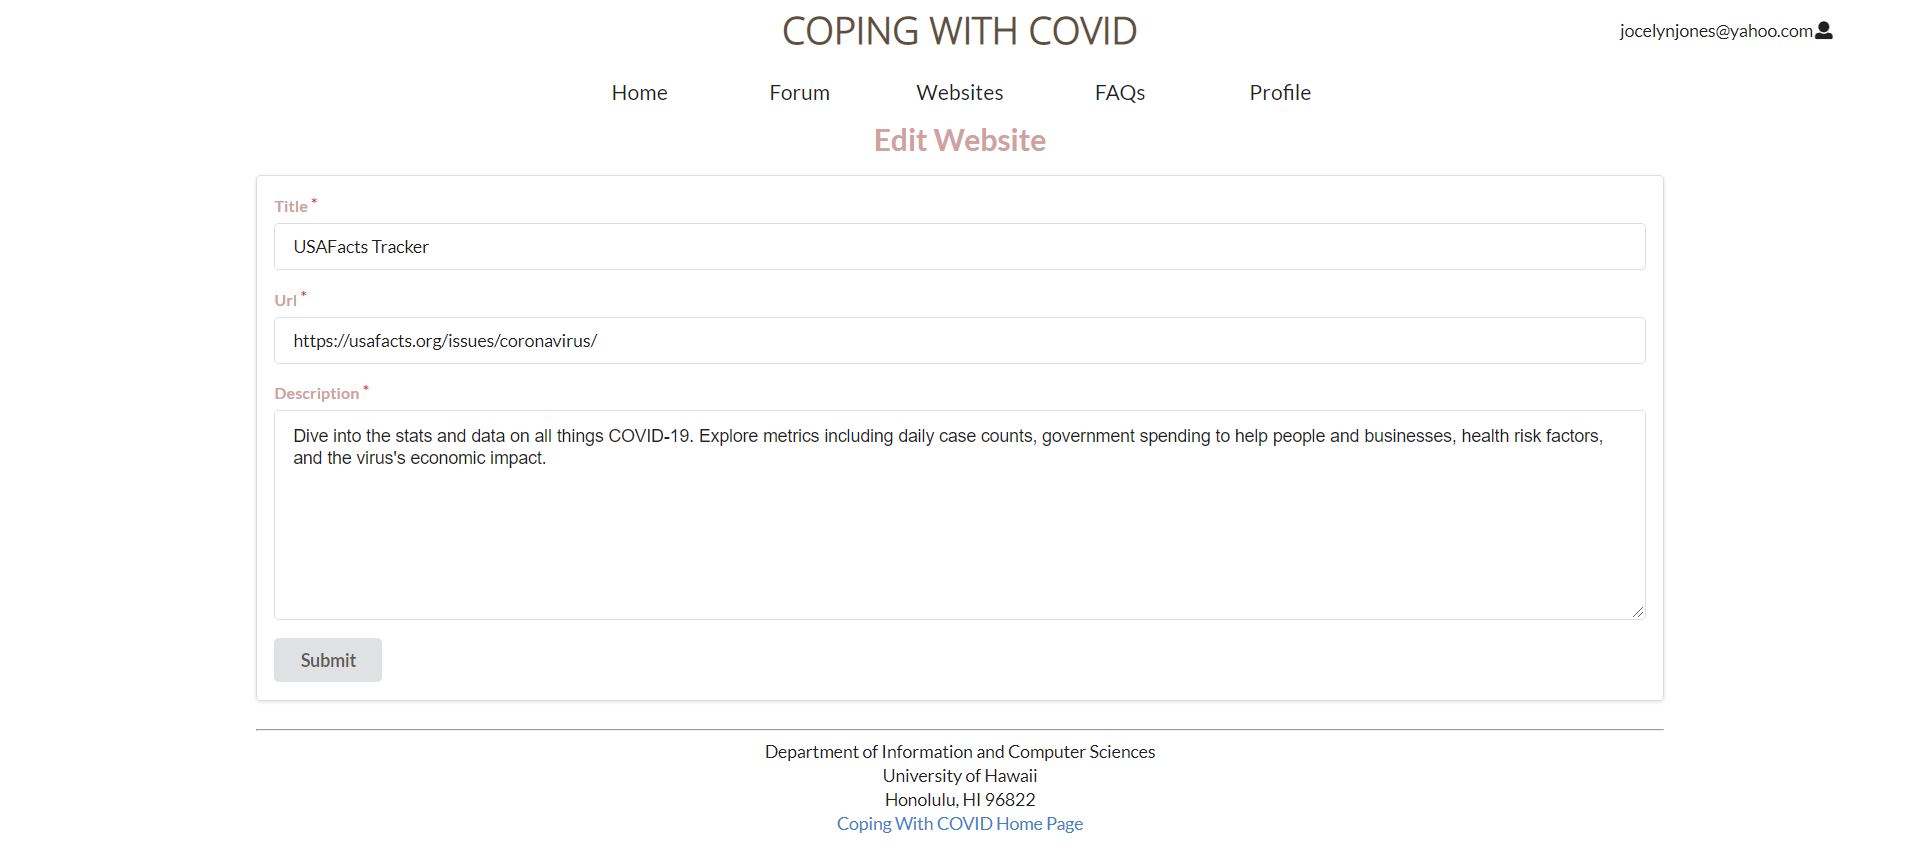 COPING WITH COVID
jocelynjones@yahoo.com
Home Forum Websites FAQs Profile
Edit Website
Title *
USAFacts Tracker
Url *
https://usafacts.org/issues/coronavirus/
Description *
Dive into the stats and data on all things COVID-19. Explore metrics including daily case counts, government spending to help people and businesses, health risk factors,
and the virus's economic impact.
Submit
Department of Information and Computer Sciences
University of Hawaii
Honolulu, HI 96822
Coping With COVID Home Page